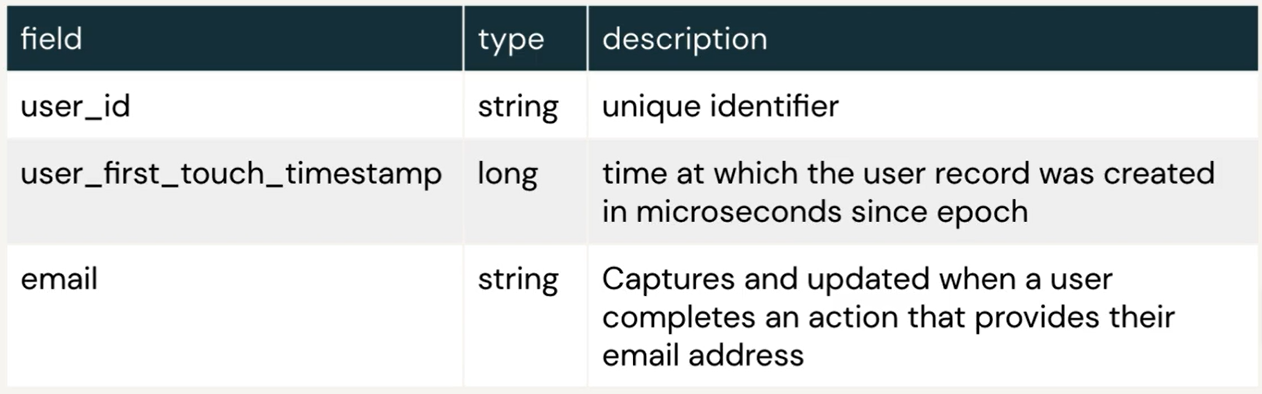 field type description
user_id string unique identifier
user_first_touch_timestamp long time at which the user record was created
in microseconds since epoch
email string Captures and updated when a user
completes an action that provides their
email address